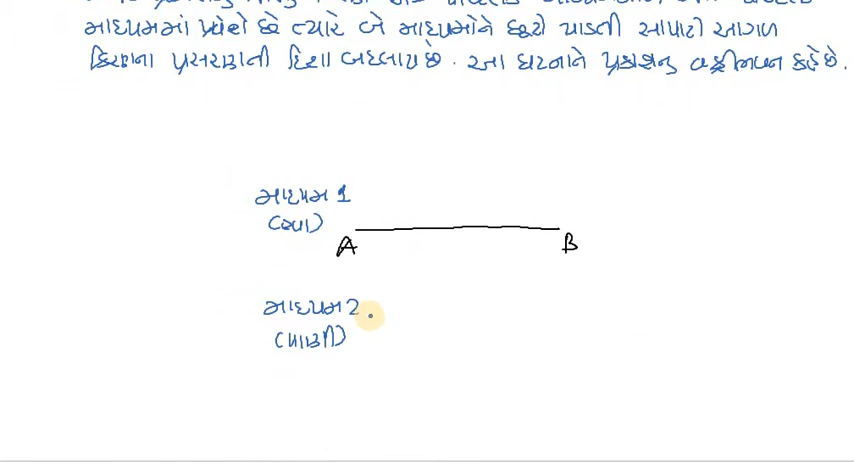 માધ્યમમાં પ્રવેશે છે ત્યારે બે માધ્યમોને છૂટી પાડતી સપાટી આગળ
કિરણના પ્રસરણની દિશા બદલાય છે. આ ઘટનાને પ્રકાશનું વક્રીભવન કહે છે.
માધ્યમ 1
(હવા)
A B
માધ્યમ 2
(પાણી)